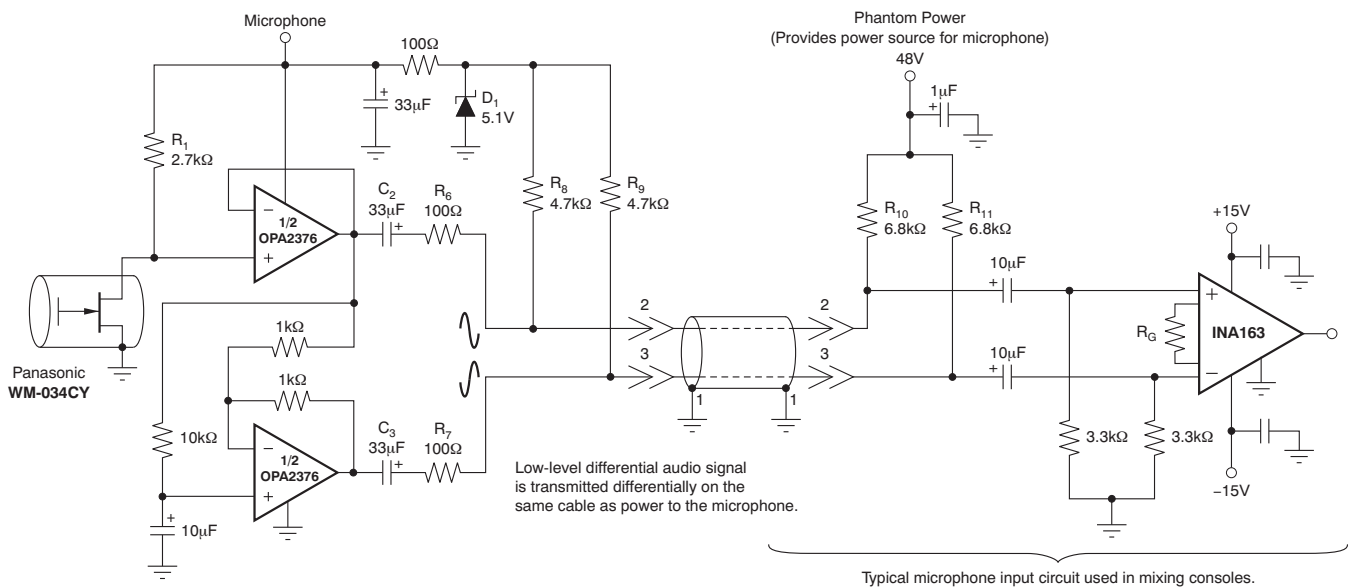 Microphone
100Ω
+
33μF
D1
5.1V
R1
2.7kΩ
−
1/2
OPA2376
+
C2
33μF
+
R6
100Ω
R8
4.7kΩ
R9
4.7kΩ
Panasonic
WM-034CY
1kΩ
1kΩ
10kΩ
−
1/2
OPA2376
+
C3
33μF
+
R7
100Ω
+
10μF
Low-level differential audio signal
is transmitted differentially on the
same cable as power to the microphone.
2
3
1
1
2
3
Phantom Power
(Provides power source for microphone)
48V
1μF
+
R10
6.8kΩ
R11
6.8kΩ
10μF
+
10μF
+
3.3kΩ
3.3kΩ
+15V
+
RG
INA163
−
−15V
Typical microphone input circuit used in mixing consoles.